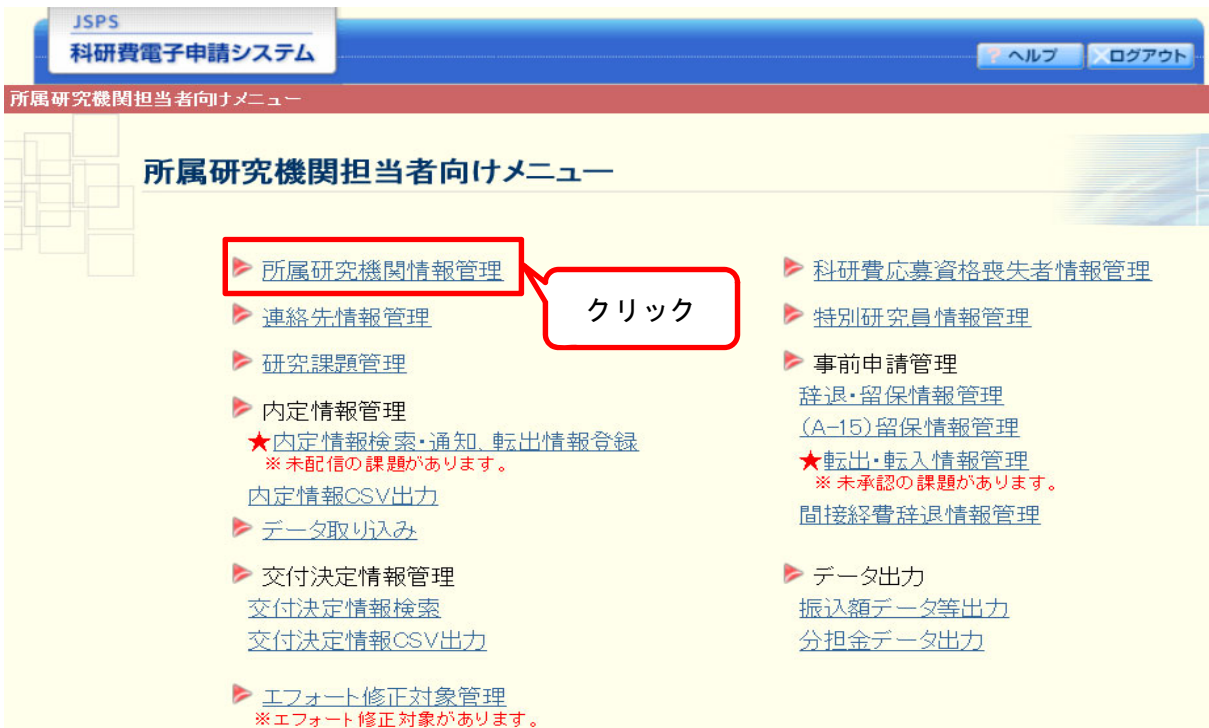 JSPS
科研費電子申請システム
? ヘルプ
×ログアウト
所属研究機関担当者向けメニュー
所属研究機関担当者向けメニュー
所属研究機関情報管理
クリック
連絡先情報管理
研究課題管理
内定情報管理
★内定情報検索・通知、転出情報登録
※未配信の課題があります。
内定情報CSV出力
データ取り込み
交付決定情報管理
交付決定情報検索
交付決定情報CSV出力
エフォート修正対象管理
※エフォート修正対象があります。
科研費応募資格喪失者情報管理
特別研究員情報管理
事前申請管理
辞退・留保情報管理
(A-15)留保情報管理
★転出・転入情報管理
※未承認の課題があります。
間接経費辞退情報管理
データ出力
振込額データ等出力
分担金データ出力